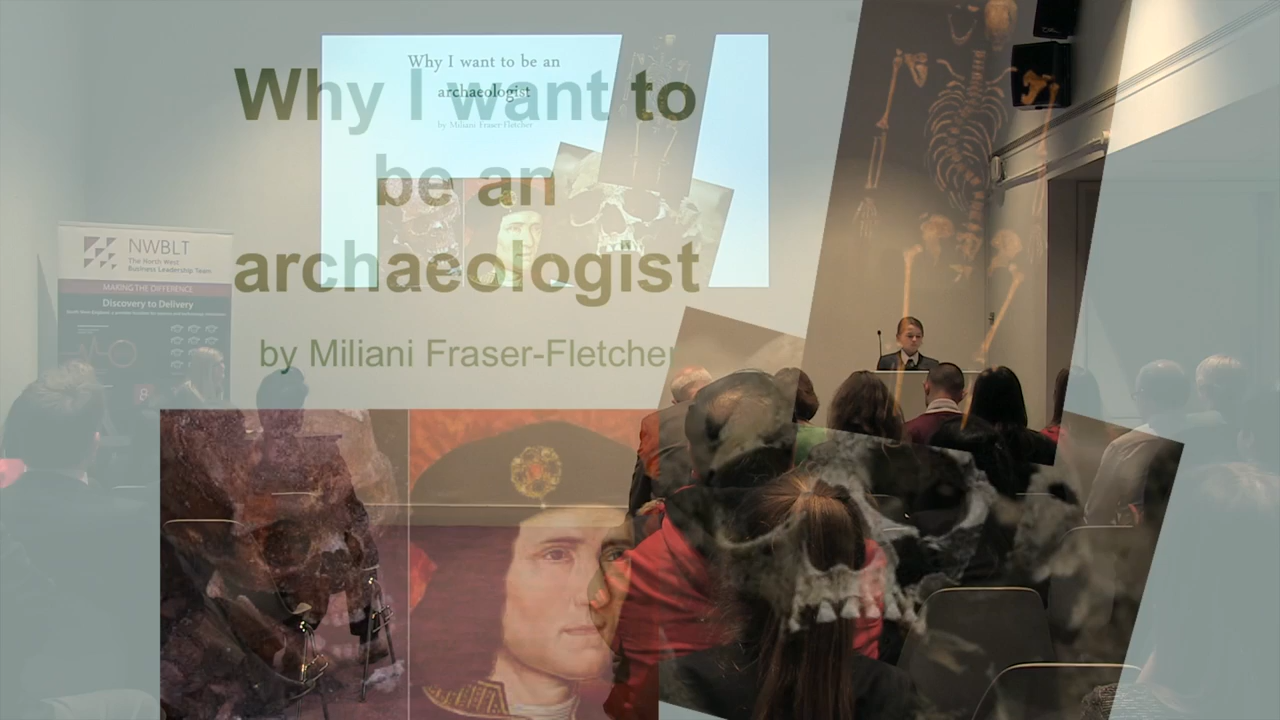 Why I want to be an
archaeologist
by Miliani Fraser Fletcher
Why I want to
be an
archaeologist
by Miliani Fraser-Fletcher
NWBLT
The North West
Business Leadership Team
MAKING THE DIFFERENCE
Discovery to Delivery